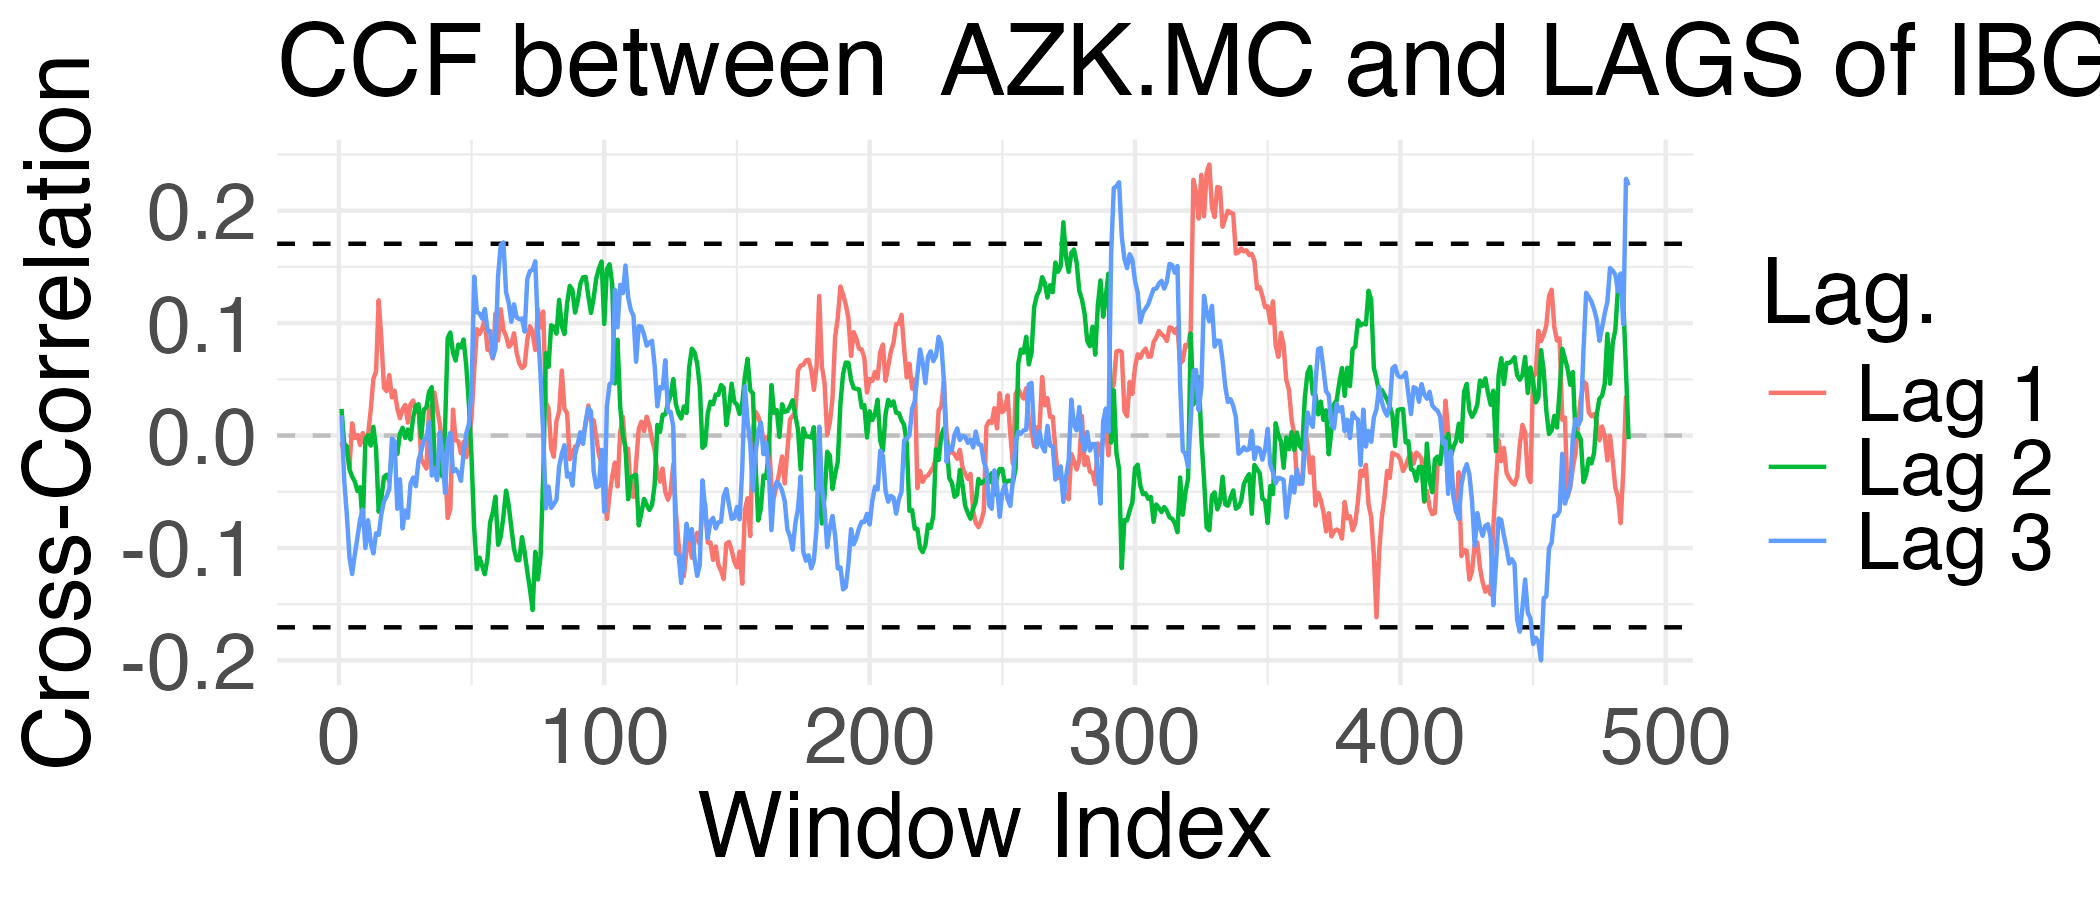 CCF between  AZK.MC and LAGS of IBG
Cross-Correlation
0.2
0.1
0.0
-0.1
-0.2
0 100 200 300 400 500
Window Index
Lag.
Lag 1
Lag 2
Lag 3